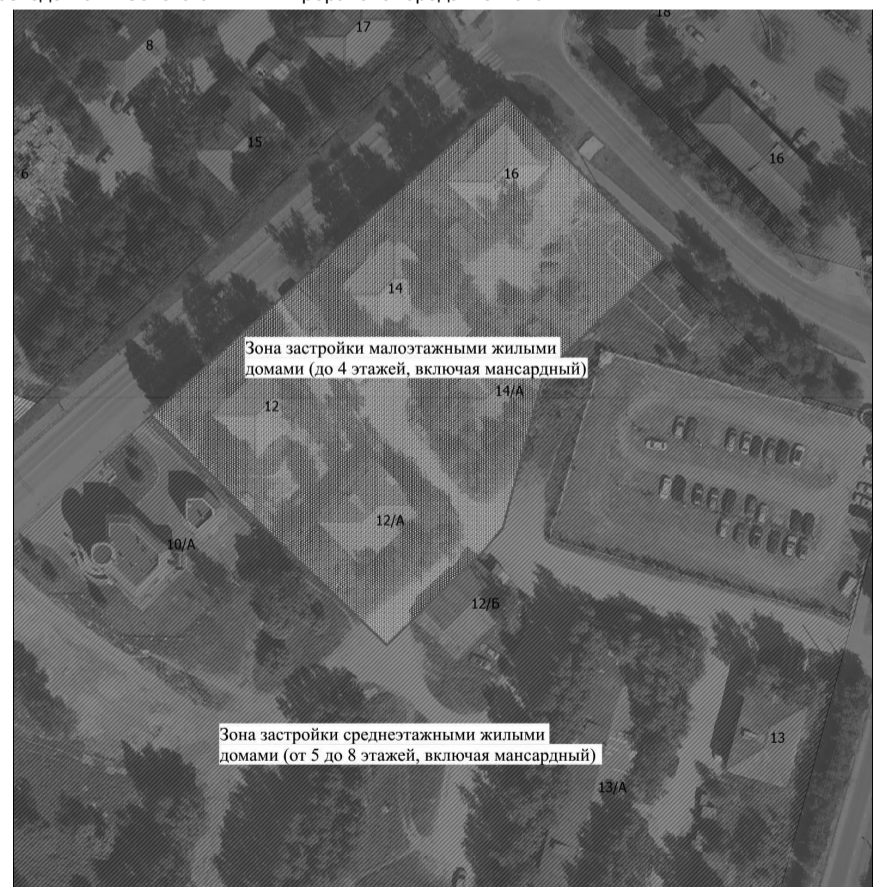 17
18
8
15
6
16
16
14
Зона застройки малоэтажными жилыми
домами (до 4 этажей, включая мансардный)
14/А
12
12/А
10/А
12/Б
Зона застройки среднеэтажными жилыми
домами (от 5 до 8 этажей, включая мансардный)
13
13/А